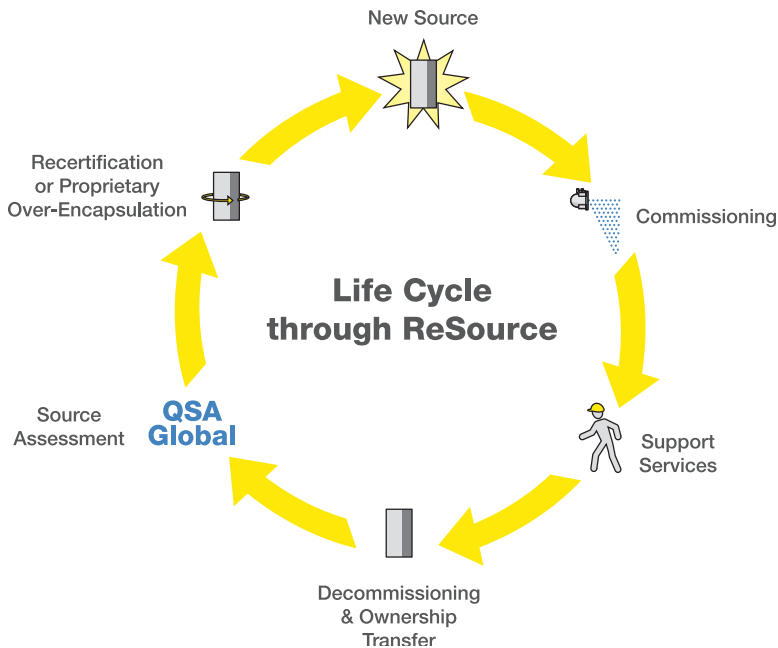 New Source
Commissioning
Support
Services
Decommissioning
& Ownership
Transfer
Source
Assessment
QSA
Global
Recertification
or Proprietary
Over-Encapsulation
Life Cycle
through ReSource